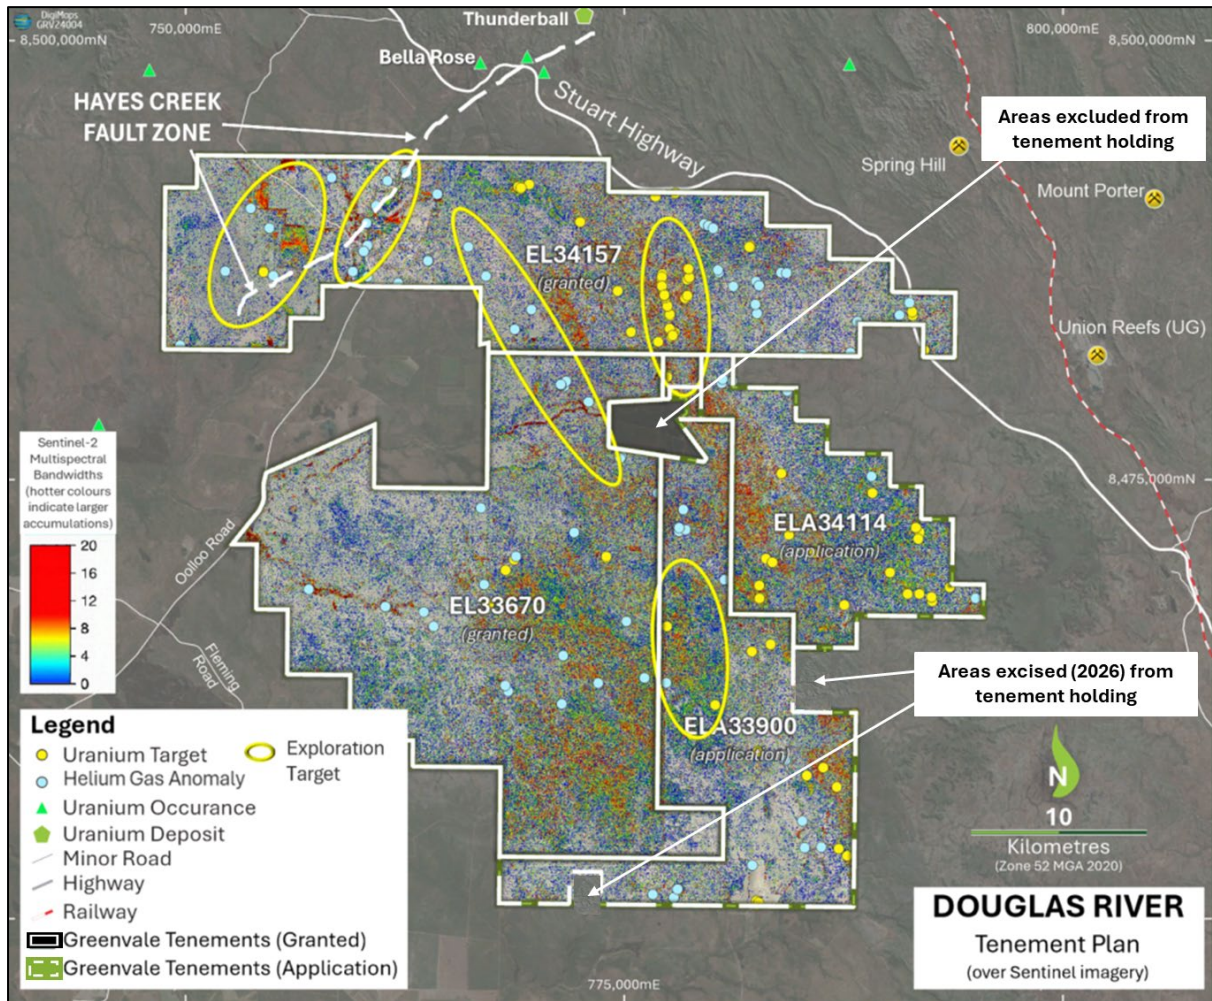 DigiMaps
GRV24004
8,500,000mN
750,000mE
Thunderball
800,000mE
8,500,000mN
Bella Rose
HAYES CREEK
FAULT ZONE
Stuart Highway
Areas excluded from
tenement holding
Spring Hill
Mount Porter
EL34157
(granted)
Union Reefs (UG)
Sentinel-2
Multispectral
Bandwidths
(hotter colours
indicate larger
accumulations)
20
16
12
8
4
0
8,475,000mN
Oolloo Road
ELA34114
(application)
EL33670
(granted)
Fleming
Road
Areas excised (2026) from
tenement holding
ELA33900
(application)
Legend
Uranium Target
Helium Gas Anomaly
Exploration
Target
Uranium Occurance
Uranium Deposit
Minor Road
Highway
Railway
Greenvale Tenements (Granted)
Greenvale Tenements (Application)
N
10
Kilometres
(Zone 52 MGA 2020)
DOUGLAS RIVER
Tenement Plan
(over Sentinel imagery)
775,000mE